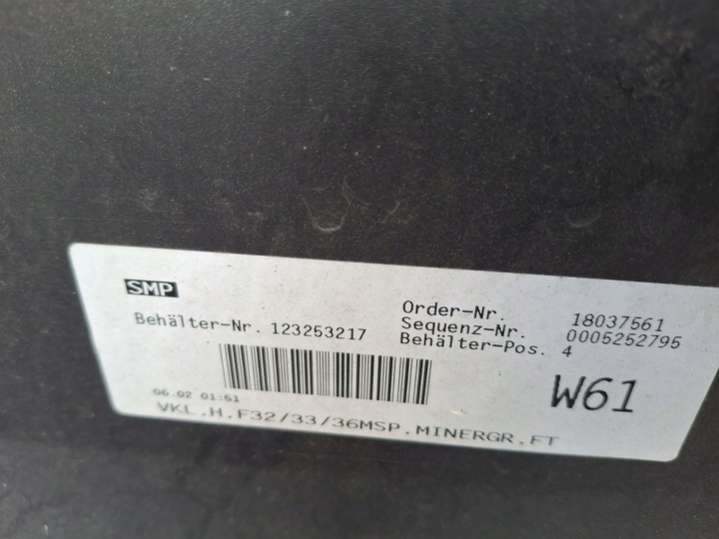 SMP
Order-Nr. 18037561
Behälter-Nr. 123253217 Sequenz-Nr. 0005252795
Behälter-Pos. 4
W61
06.02 01:51
VKL.H.F32/33/36MSP.MINERGR.FT